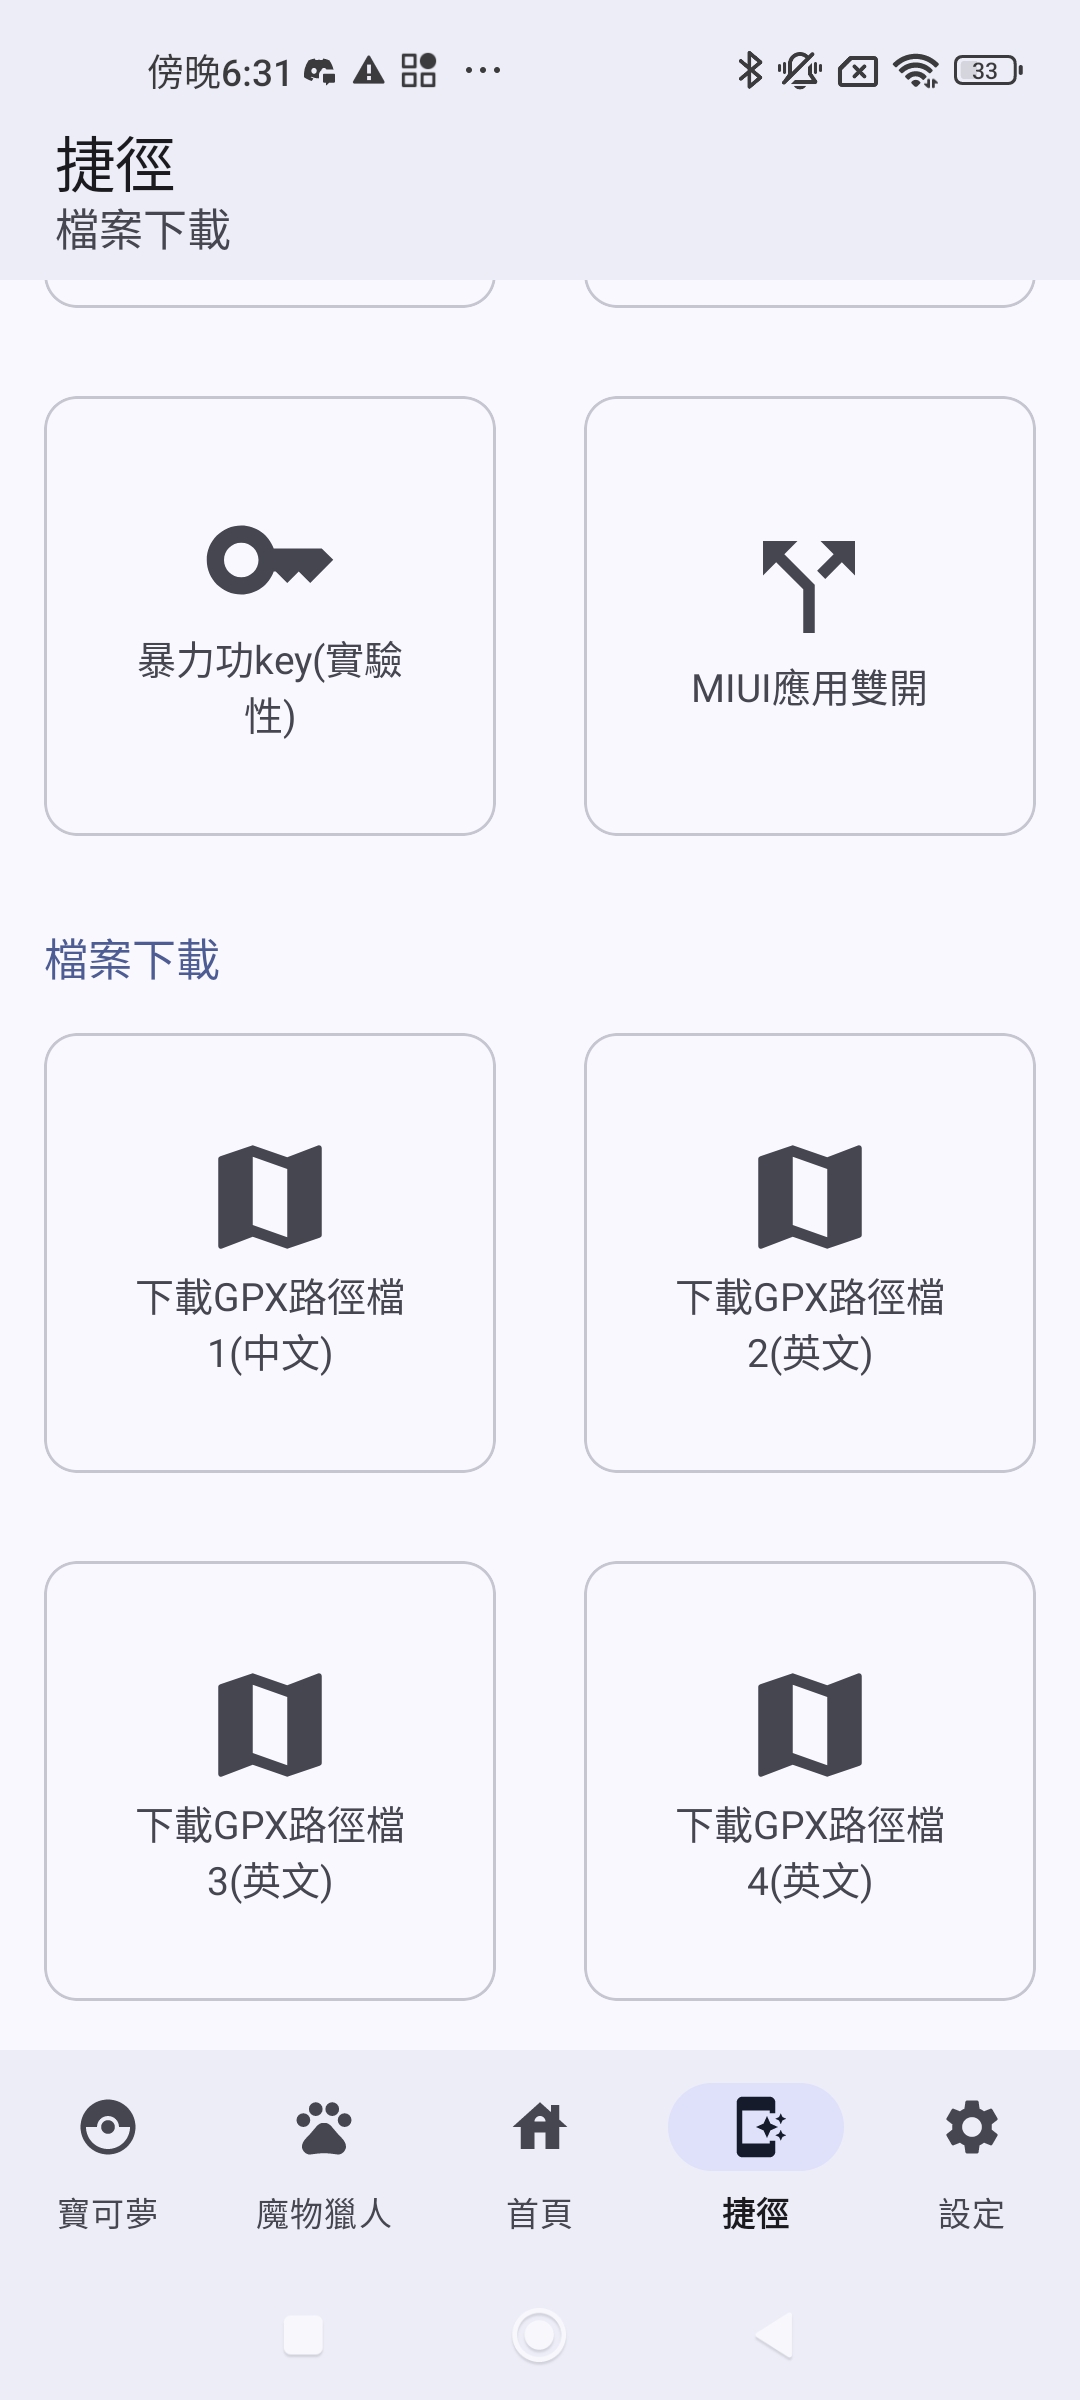 傍晚6:31
33
捷徑
檔案下載
暴力功key(實驗
性)
MIUI應用雙開
檔案下載
下載GPX路徑檔
1(中文)
下載GPX路徑檔
2(英文)
下載GPX路徑檔
3(英文)
下載GPX路徑檔
4(英文)
寶可夢
魔物獵人
首頁
捷徑
設定